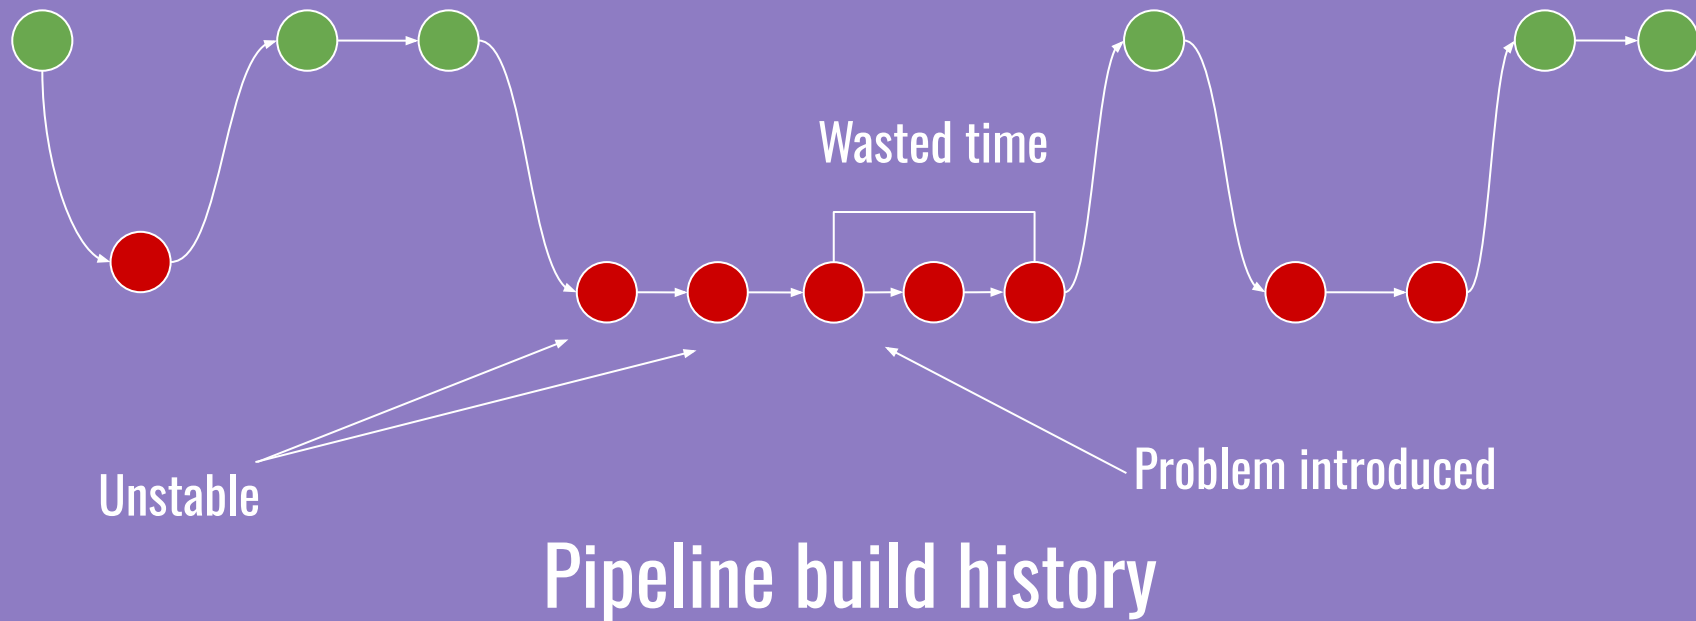 Wasted time
Problem introduced
Unstable
Pipeline build history